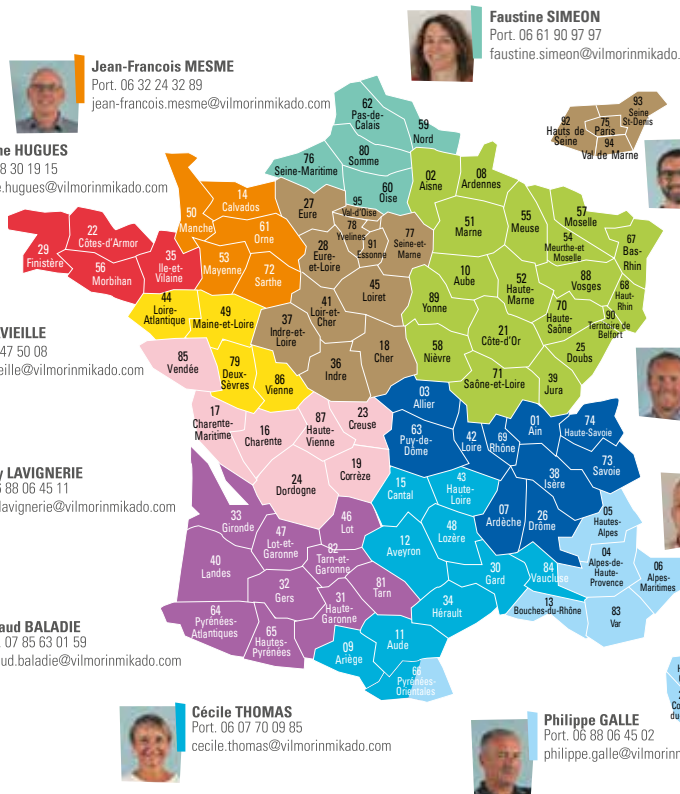 Faustine SIMEON
Port. 06 61 90 97 97
faustine.simeon@vilmorinmikado.
Jean-Francois MESME
Port. 06 32 24 32 89
jean-francois.mesme@vilmorinmikado.com
ne HUGUES
8 30 19 15
e.hugues@vilmorinmikado.com
VIEILLE
47 50 08
eille@vilmorinmikado.com
y LAVIGNERIE
6 88 06 45 11
lavignerie@vilmorinmikado.com
aud BALADIE
. 07 85 63 01 59
ud.baladie@vilmorinmikado.com
Cécile THOMAS
Port. 06 07 70 09 85
cecile.thomas@vilmorinmikado.com
Philippe GALLE
Port. 06 88 06 45 02
philippe.galle@vilmorin
62
Pas-de-
Calais
59
Nord
80
Somme
76
Seine-Maritime
60
Oise
93
Seine
St-Denis
92
Hauts de
Seine
75
Paris
94
Val de Marne
02
Aisne
08
Ardennes
51
Marne
55
Meuse
57
Moselle
54
Meurthe-et
Moselle
67
Bas-
Rhin
68
Haut-
Rhin
88
Vosges
10
Aube
52
Haute-
Marne
70
Haute-
Saône
90
Territoire de
Belfort
89
Yonne
21
Côte-d'Or
25
Doubs
58
Nièvre
71
Saône-et-Loire
39
Jura
14
Calvados
50
Manche
61
Orne
53
Mayenne
72
Sarthe
22
Côtes-d'Armor
29
Finistère
56
Morbihan
35
Ile-et-
Vilaine
27
Eure
95
Val-d'Oise
78
Yvelines
91
Essonne
77
Seine-et-
Marne
28
Eure-
et-Loire
45
Loiret
41
Loir-et-
Cher
37
Indre-et-
Loire
18
Cher
36
Indre
44
Loire-
Atlantique
49
Maine-et-Loire
79
Deux-
Sèvres
86
Vienne
85
Vendée
17
Charente-
Maritime
16
Charente
87
Haute-
Vienne
23
Creuse
19
Corrèze
24
Dordogne
03
Allier
63
Puy-de-
Dôme
42
Loire
69
Rhône
01
Ain
74
Haute-Savoie
73
Savoie
38
Isère
07
Ardèche
26
Drôme
15
Cantal
43
Haute-
Loire
48
Lozère
12
Aveyron
30
Gard
84
Vaucluse
34
Hérault
11
Aude
09
Ariège
66
Pyrénées-
Orientales
05
Hautes-
Alpes
04
Alpes-de-
Haute-
Provence
06
Alpes-
Maritimes
13
Bouches-du-Rhône
83
Var
33
Gironde
47
Lot-et-
Garonne
46
Lot
82
Tarn-et-
Garonne
40
Landes
32
Gers
31
Haute-
Garonne
81
Tarn
64
Pyrénées-
Atlantiques
65
Hautes-
Pyrénées